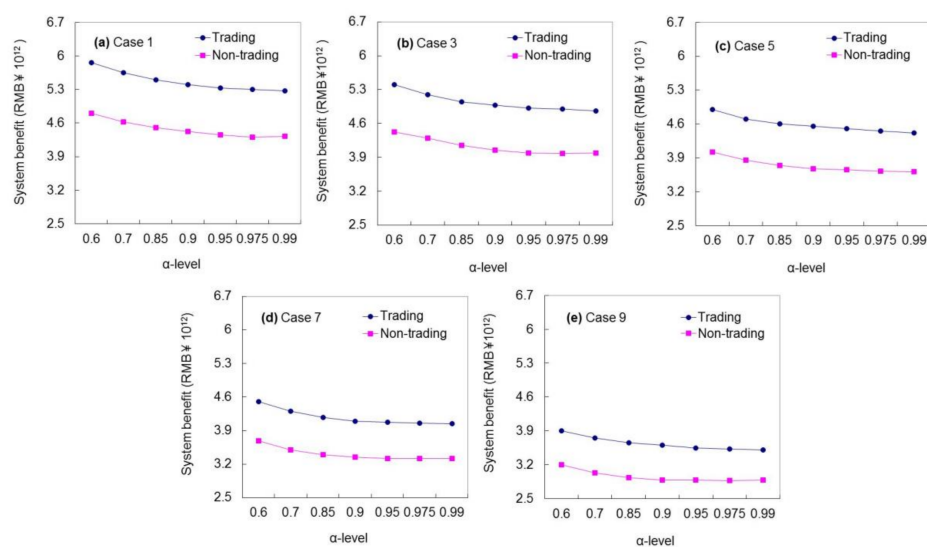 (a) Case 1
Trading
Non-trading
System benefit (RMB¥ 10¹²)
6.7
6
5.3
4.6
3.9
3.2
2.5
0.6 0.7 0.85 0.9 0.95 0.975 0.99
α-level
(b) Case 3
Trading
Non-trading
System benefit (RMB ¥10¹²)
6.7
6
5.3
4.6
3.9
3.2
2.5
0.6 0.7 0.85 0.9 0.95 0.975 0.99
α-level
(c) Case 5
Trading
Non-trading
System benefit (RMB¥ 10¹²)
6.7
6
5.3
4.6
3.9
3.2
2.5
0.6 0.7 0.85 0.9 0.95 0.975 0.99
α-level
(d) Case 7
Trading
Non-trading
System benefit (RMB¥ 10¹²)
6.7
6
5.3
4.6
3.9
3.2
2.5
0.6 0.7 0.85 0.9 0.95 0.975 0.99
α-level
(e) Case 9
Trading
Non-trading
System benefit (RMB¥10¹²)
6.7
6
5.3
4.6
3.9
3.2
2.5
0.6 0.7 0.85 0.9 0.95 0.975 0.99
α-level